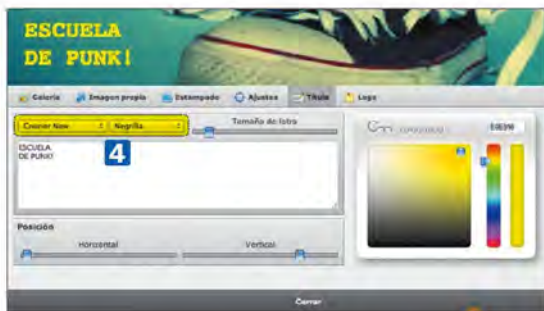 ESCUELA
DE PUNK!
Galería Imagen propia Estampado Ajustes Título Logo
Courier New Negrilla Tamaño de letra
4
ESCUELA
DE PUNK!
Posición
Horizontal Vertical
Cerrar